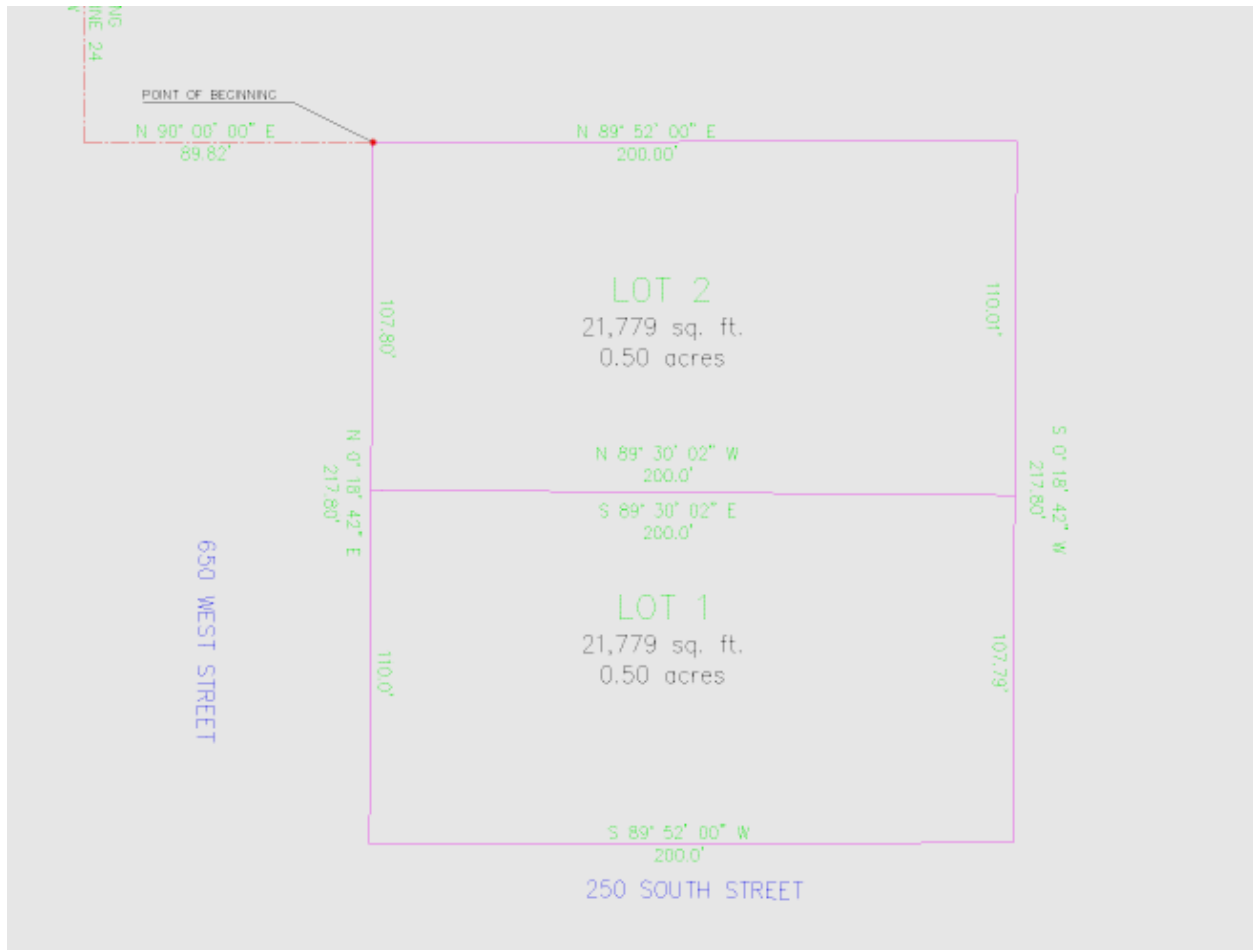 NG
INE 24
POINT OF BEGINNING
N 90° 00' 00" E
89.82'
N 89° 52' 00" E
200.00'
LOT 2
21,779 sq. ft.
0.50 acres
107.80'
110.01'
N 89° 30' 02" W
200.0'
N 0° 18' 42" E
217.80'
S 0° 18' 42" W
217.80'
S 89° 30' 02" E
200.0'
LOT 1
21,779 sq. ft.
0.50 acres
650 WEST STREET
110.0'
107.79'
S 89° 52' 00" W
200.0'
250 SOUTH STREET